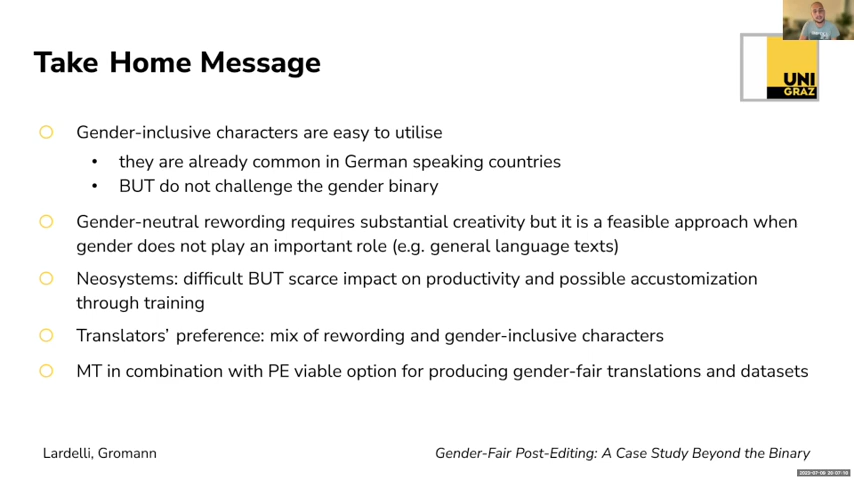 Take Home Message
UNI
GRAZ
Gender-inclusive characters are easy to utilise
• they are already common in German speaking countries
• BUT do not challenge the gender binary
Gender-neutral rewording requires substantial creativity but it is a feasible approach when
gender does not play an important role (e.g. general language texts)
Neosystems: difficult BUT scarce impact on productivity and possible accustomization
through training
Translators’ preference: mix of rewording and gender-inclusive characters
MT in combination with PE viable option for producing gender-fair translations and datasets
Lardelli, Gromann
Gender-Fair Post-Editing: A Case Study Beyond the Binary